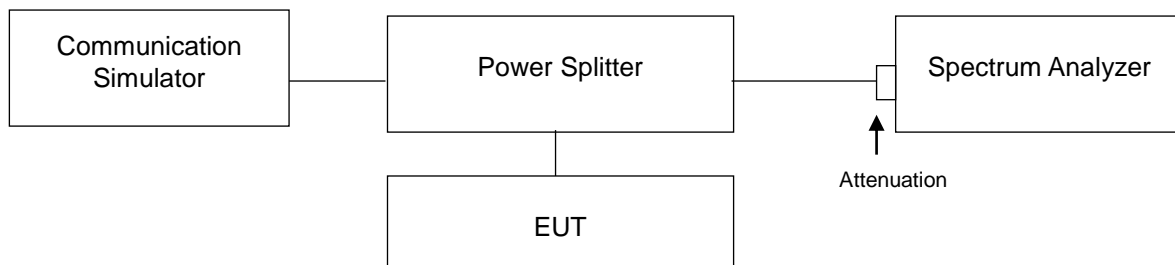 Communication
Simulator
Power Splitter
Spectrum Analyzer
Attenuation
EUT